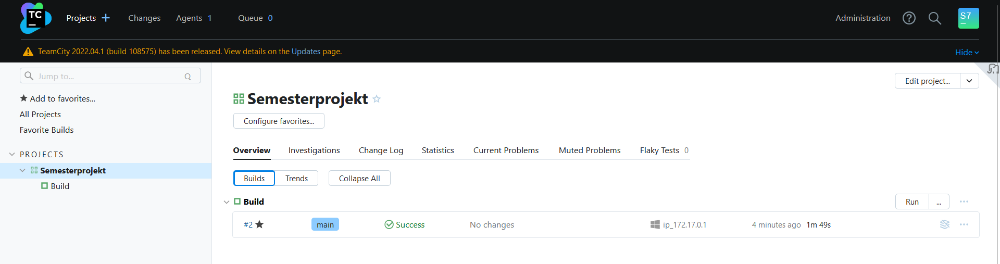 TC
Projects
Changes
Agents 1
Queue 0
Administration
S7
TeamCity 2022.04.1 (build 108575) has been released. View details on the Updates page.
Hide
Jump to...
Q
Add to favorites...
All Projects
Favorite Builds
PROJECTS
Semesterprojekt
Build
Edit project...
Semesterprojekt
Configure favorites...
Overview
Investigations
Change Log
Statistics
Current Problems
Muted Problems
Flaky Tests 0
Builds
Trends
Collapse All
Build
Run
...
#2
main
Success
No changes
ip_172.17.0.1
4 minutes ago
1m 49s